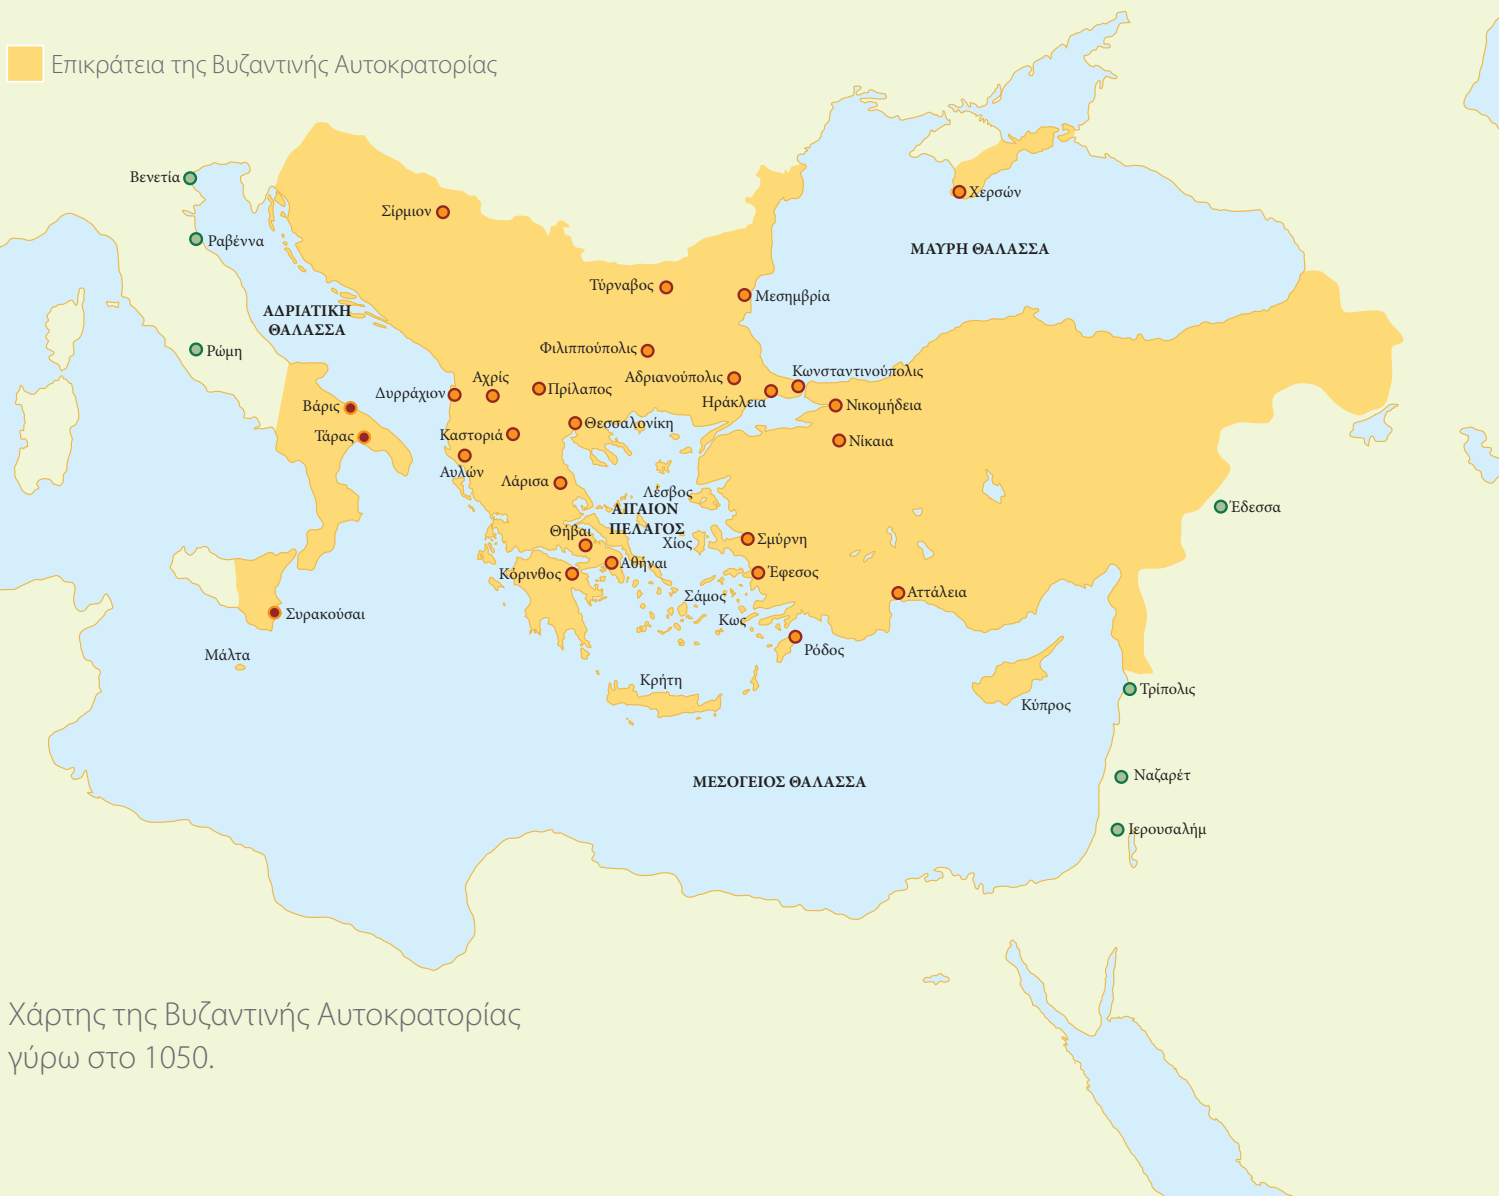 Επικράτεια της Βυζαντινής Αυτοκρατορίας
Βενετία
Σίρμιον
Χερσών
Ραβέννα
ΜΑΥΡΗ ΘΑΛΑΣΣΑ
Τύρναβος
Μεσημβρία
ΑΔΡΙΑΤΙΚΗ
ΘΑΛΑΣΣΑ
Ρώμη
Φιλιππούπολις
Κωνσταντινούπολις
Αχρίς
Αδριανούπολις
Δυρράχιον
Πρίλαπος
Ηράκλεια
Νικομήδεια
Βάρις
Θεσσαλονίκη
Τάρας
Καστοριά
Νίκαια
Αυλών
Λάρισα
Λέσβος
Έδεσσα
ΑΙΓΑΙΟΝ
ΠΕΛΑΓΟΣ
Θήβαι
Χίος
Σμύρνη
Αθήναι
Κόρινθος
Έφεσος
Σάμος
Αττάλεια
Συρακούσαι
Κως
Μάλτα
Ρόδος
Κρήτη
Τρίπολις
Κύπρος
Ναζαρέτ
ΜΕΣΟΓΕΙΟΣ ΘΑΛΑΣΣΑ
Ιερουσαλήμ
Χάρτης της Βυζαντινής Αυτοκρατορίας
γύρω στο 1050.